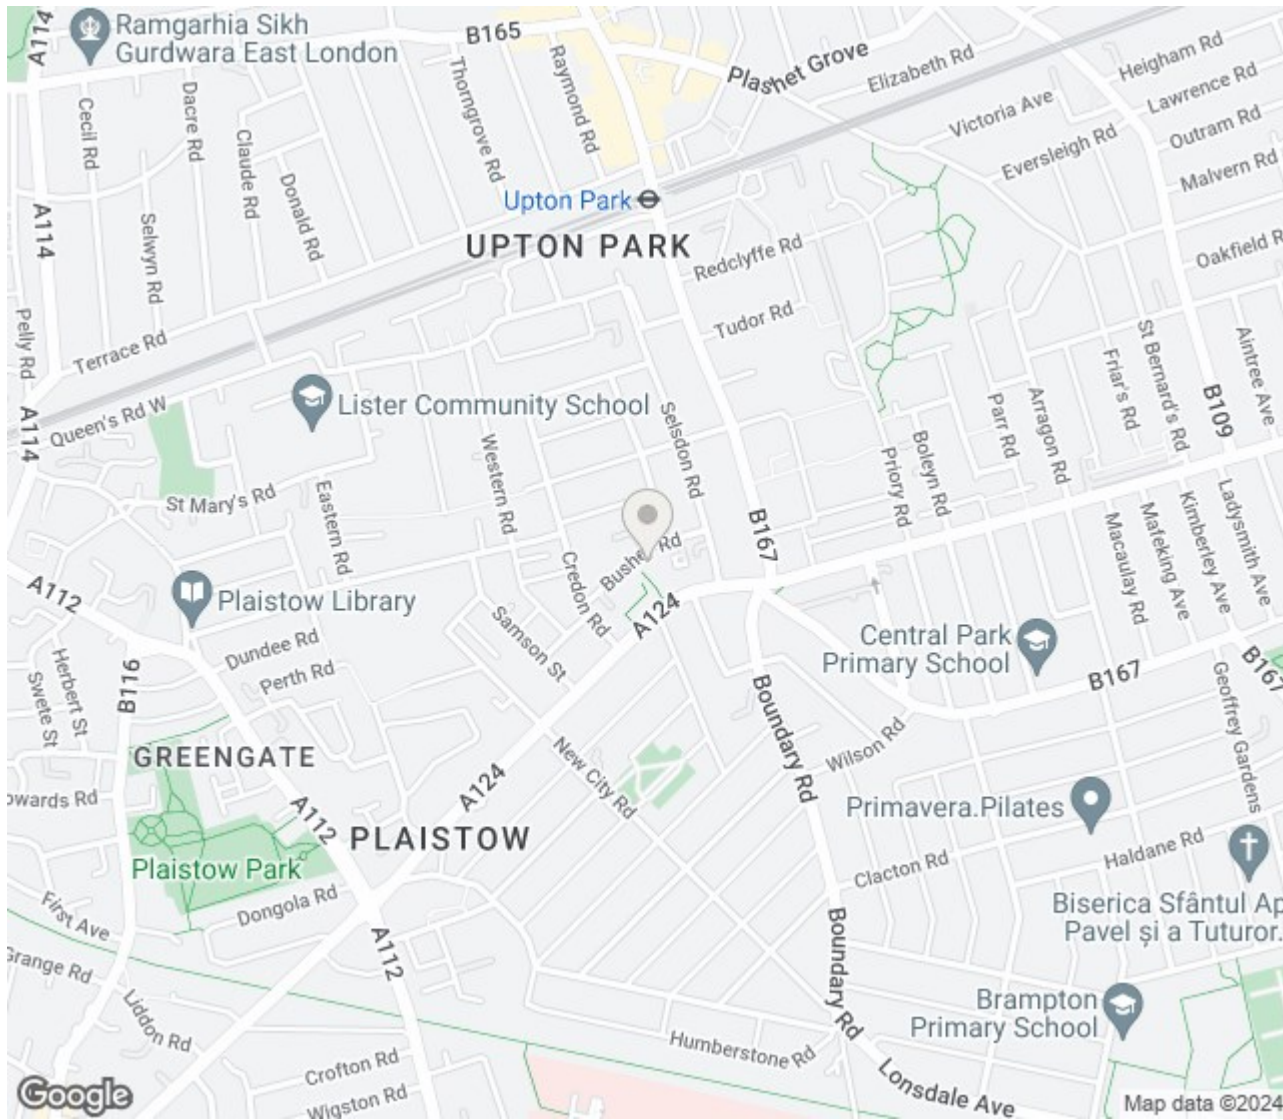 Ramgarhia Sikh
Gurdwara East London
B165
A114
Cecil Rd
Dacre Rd
Claude Rd
Donald Rd
Selwyn Rd
Thorngrove Rd
Raymond Rd
Plashet Grove
Elizabeth Rd
Victoria Ave
Heigham Rd
Lawrence Rd
Outram Rd
Eversleigh Rd
Malvern Rd
A114
Upton Park
UPTON PARK
Redclyffe Rd
Oakfield R
Tudor Rd
Pelly Rd
Terrace Rd
A114
Queen's Rd W
Lister Community School
Selsdon Rd
Western Rd
St Mary's Rd
Eastern Rd
B167
Priory Rd
Boleyn Rd
Parr Rd
Arragon Rd
Friar's Rd
St Bernard's Rd
B109
Aintree Ave
Macaulay Rd
Mafeking Ave
Kimberley Ave
Ladysmith Ave
Rd
Credon Rd
A124
A112
Plaistow Library
Dundee Rd
Perth Rd
Samson St
Central Park
Primary School
B167
B167
Geoffrey Gardens
Herbert St
Swete St
B116
GREENGATE
New City Rd
Boundary Rd
Wilson Rd
owards Rd
A112
A124
PLAISTOW
Plaistow Park
Primavera.Pilates
Haldane Rd
Clacton Rd
Biserica Sfântul Ap
Pavel și a Tuturor.
First Ave
Dongola Rd
Grange Rd
Liddon Rd
A112
Boundary Rd
Brampton
Primary School
Humberstone Rd
Crofton Rd
Wigston Rd
Lonsdale Ave
Google
Map data ©2024